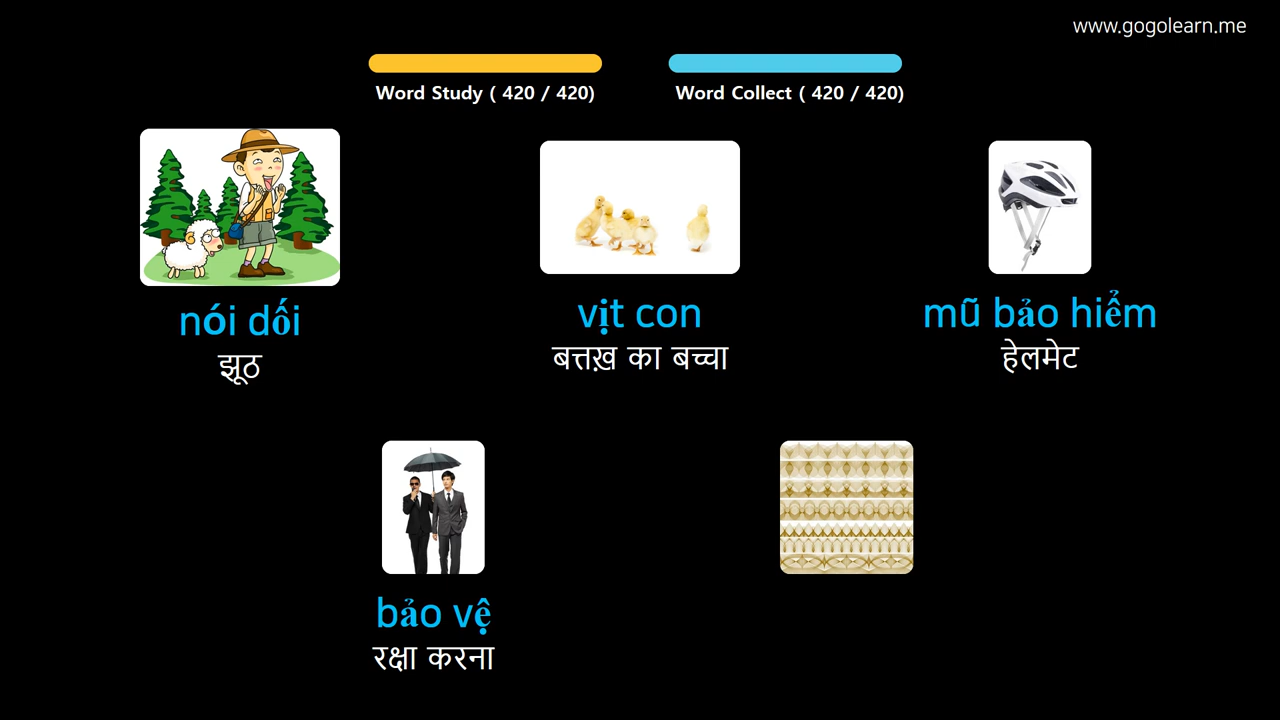 www.gogolearn.me
Word Study ( 420 / 420)
Word Collect ( 420 / 420)
nói dối
झूठ
vịt con
बत्तख़ का बच्चा
mũ bảo hiểm
हेलमेट
bảo vệ
रक्षा करना